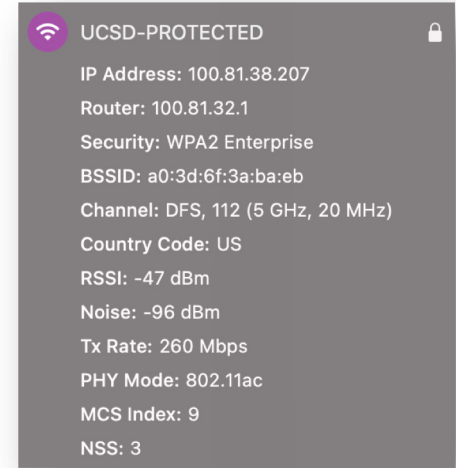 UCSD-PROTECTED
IP Address: 100.81.38.207
Router: 100.81.32.1
Security: WPA2 Enterprise
BSSID: a0:3d:6f:3a:ba:eb
Channel: DFS, 112 (5 GHz, 20 MHz)
Country Code: US
RSSI: -47 dBm
Noise: -96 dBm
Tx Rate: 260 Mbps
PHY Mode: 802.11ac
MCS Index: 9
NSS: 3